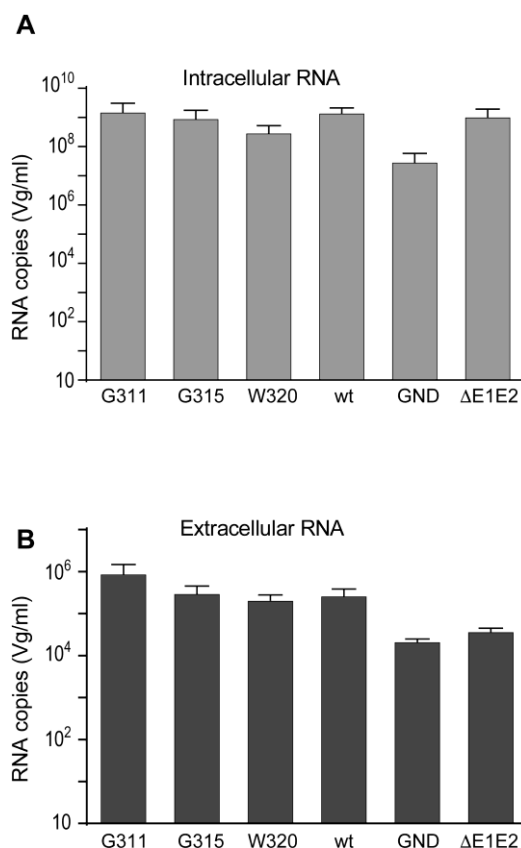 A
Intracellular RNA
RNA copies (Vg/ml)
10^10
10^8
10^6
10^4
10^2
10
G311 G315 W320 wt GND ΔE1E2
B
Extracellular RNA
RNA copies (Vg/ml)
10^6
10^4
10^2
10
G311 G315 W320 wt GND ΔE1E2